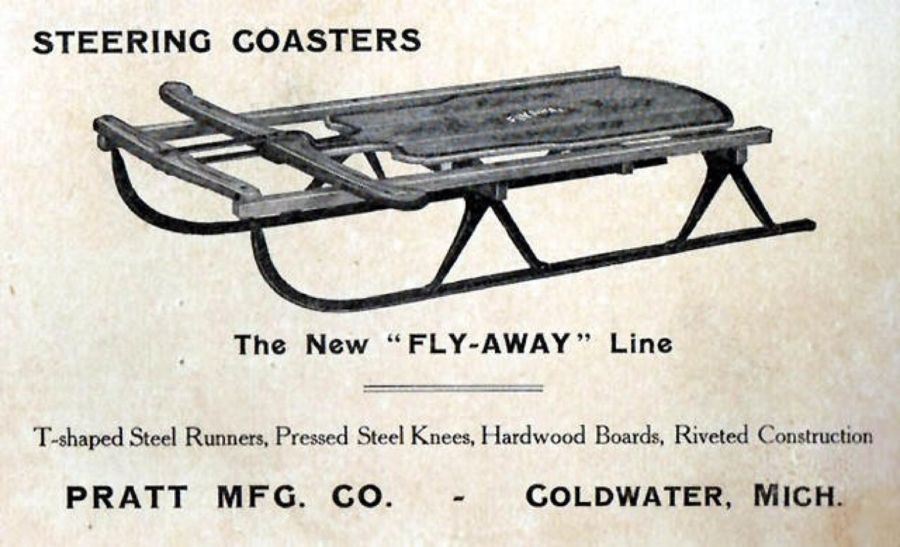 STEERING COASTERS
The New "FLY-AWAY" Line
T-shaped Steel Runners, Pressed Steel Knees, Hardwood Boards, Riveted Construction
PRATT MFG. CO. - COLDWATER, MICH.